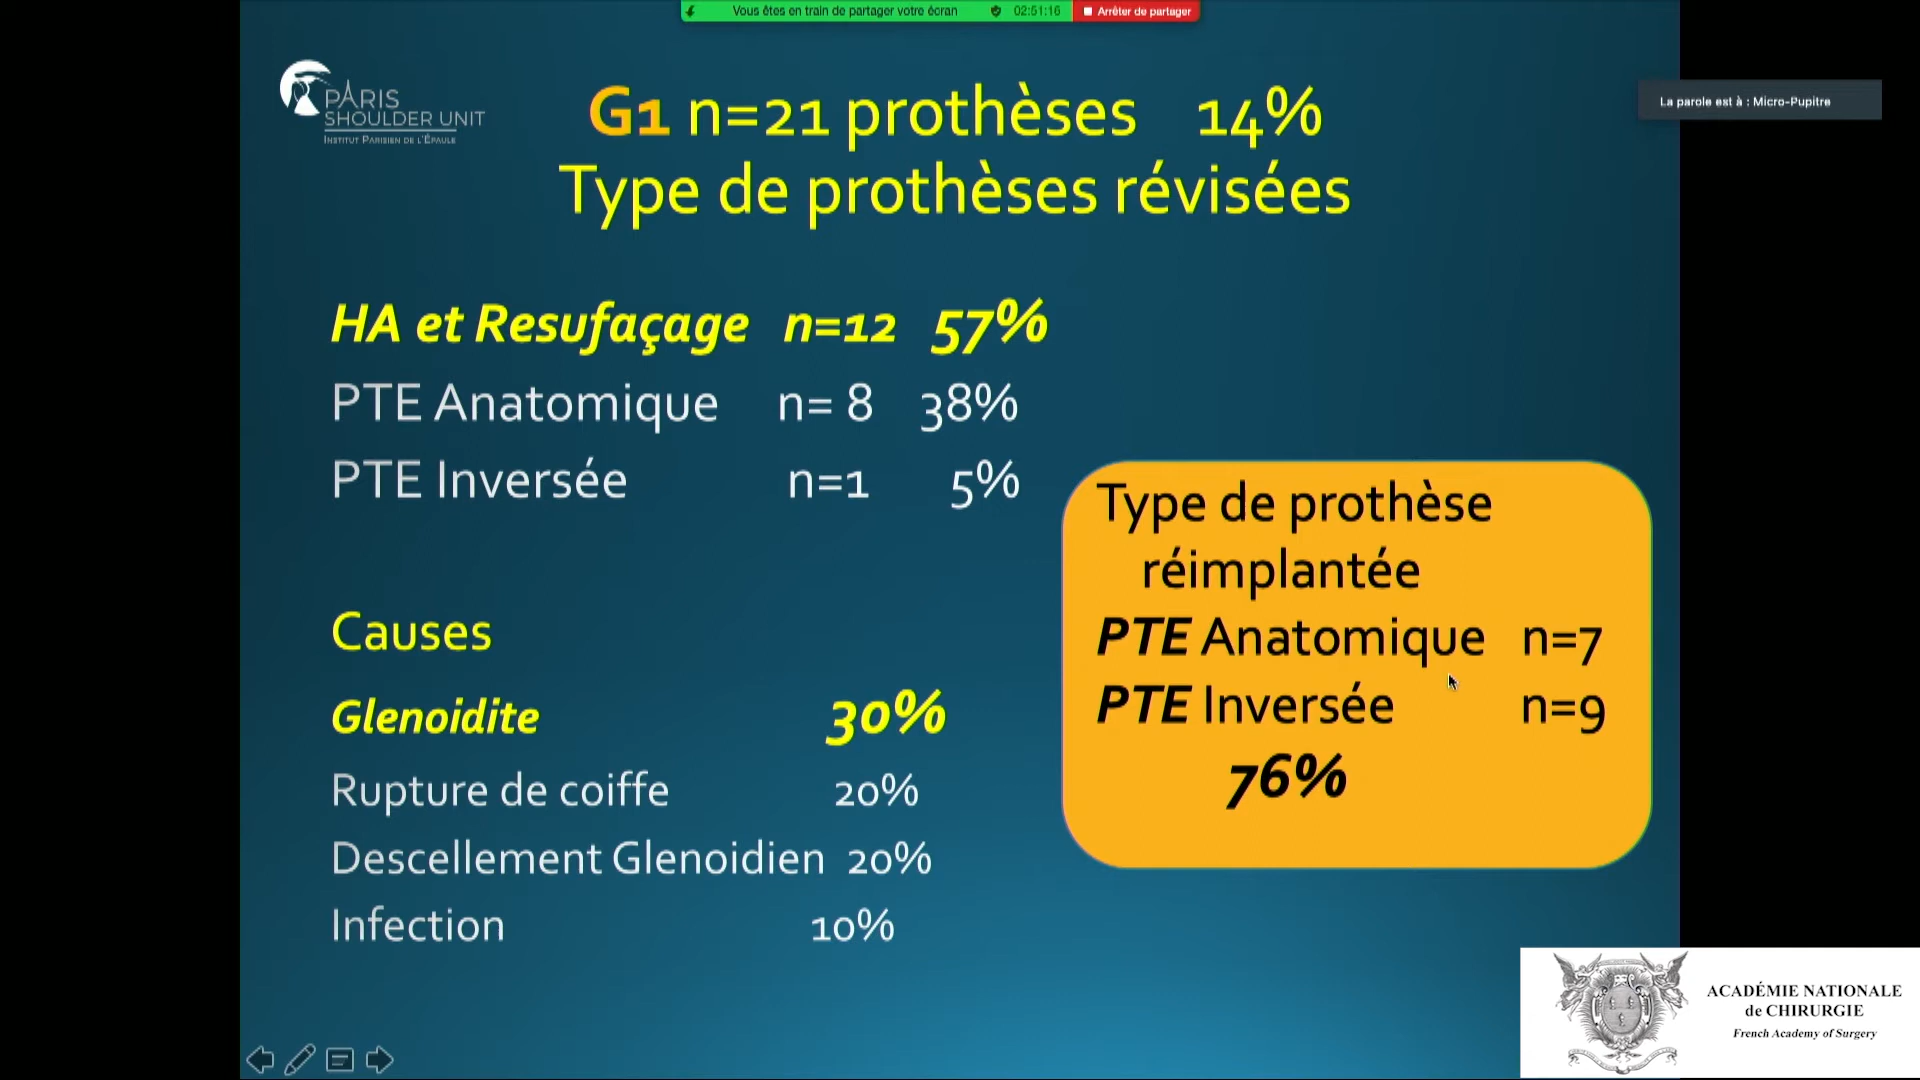 Vous êtes en train de partager votre écran 02:51:16 Arrêter de partager
La parole est à : Micro-Pupitre
PARIS
SHOULDER UNIT
INSTITUT PARISIEN DE L'ÉPAULE
G1 n=21 prothèses 14%
Type de prothèses révisées
HA et Resufaçage n=12 57%
PTE Anatomique n= 8 38%
PTE Inversée n=1 5%
Causes
Glenoidite 30%
Rupture de coiffe 20%
Descellement Glenoidien 20%
Infection 10%
Type de prothèse
réimplantée
PTE Anatomique n=7
PTE Inversée n=9
76%
ACADÉMIE NATIONALE
de CHIRURGIE
French Academy of Surgery